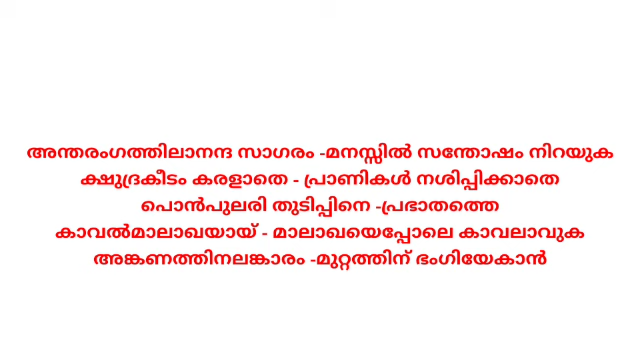 അന്തരംഗത്തിലാനന്ദ സാഗരം -മനസ്സിൽ സന്തോഷം നിറയുക
ക്ഷുദ്രകീടം കരളാതെ - പ്രാണികൾ നശിപ്പിക്കാതെ
പൊൻപുലരി തുടിപ്പിനെ -പ്രഭാതത്തെ
കാവൽമാലാഖയായ് - മാലാഖയെപ്പോലെ കാവലാവുക
അങ്കണത്തിനലങ്കാരം -മുറ്റത്തിന് ഭംഗിയേകാൻ